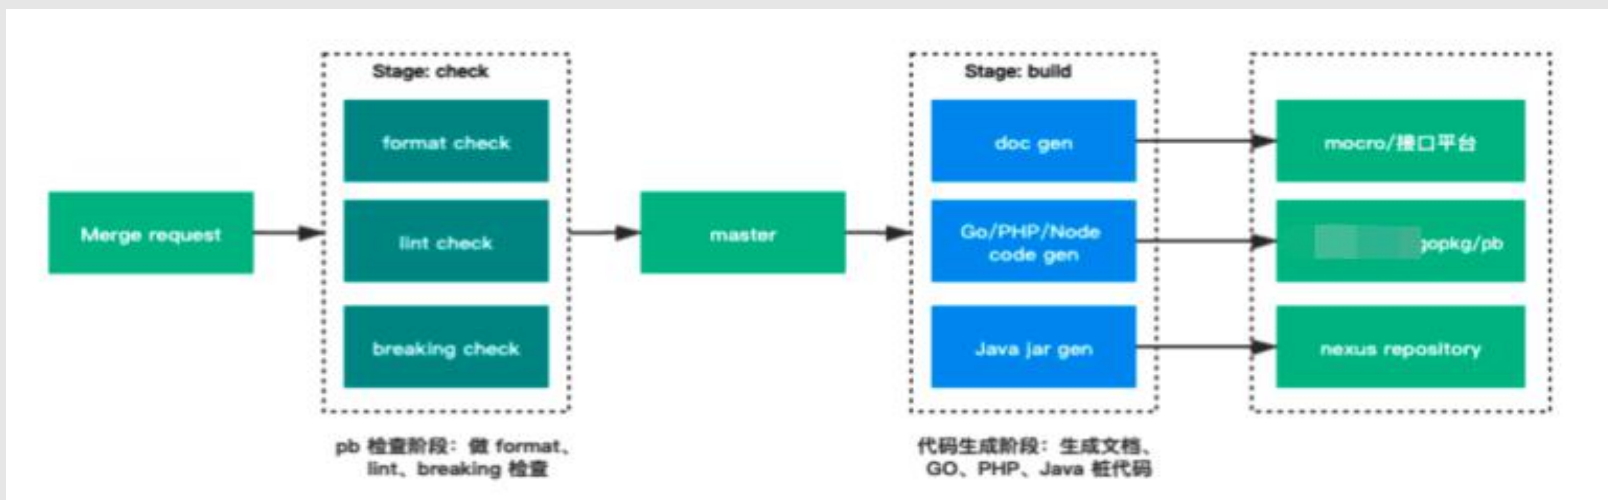 Stage: check
format check
lint check
breaking check
Merge request
master
Stage: build
doc gen
Go/PHP/Node
code gen
Java jar gen
mocro/接口平台
gopkg/pb
nexus repository
pb 检查阶段：做 format、
lint、breaking 检查
代码生成阶段：生成文档、
GO、PHP、Java 桩代码